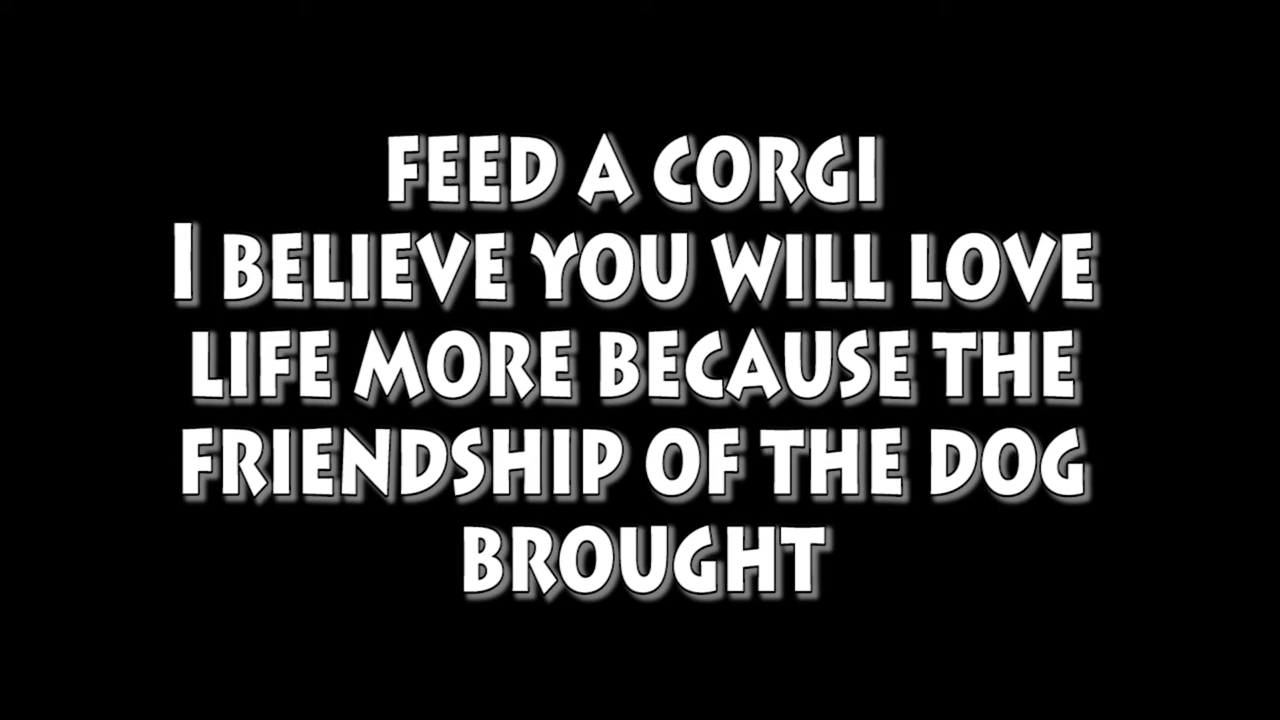 FEED A CORGI
I BELIEVE YOU WILL LOVE
LIFE MORE BECAUSE THE
FRIENDSHIP OF THE DOG
BROUGHT